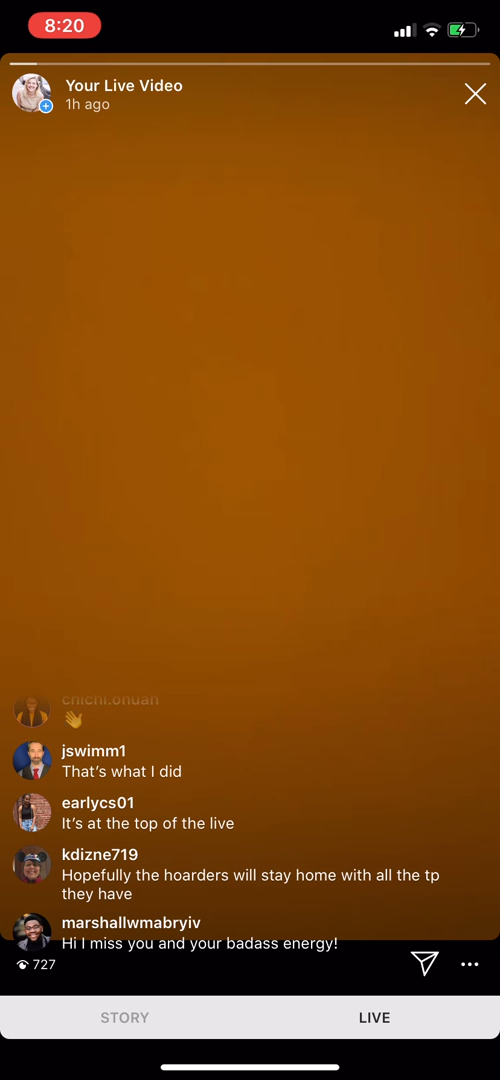 8:20
Your Live Video
1h ago
chichi.onuah
👋
jswimm1
That's what I did
earlycs01
It's at the top of the live
kdizne719
Hopefully the hoarders will stay home with all the tp
they have
marshallwmabryiv
Hi I miss you and your badass energy!
727
STORY
LIVE